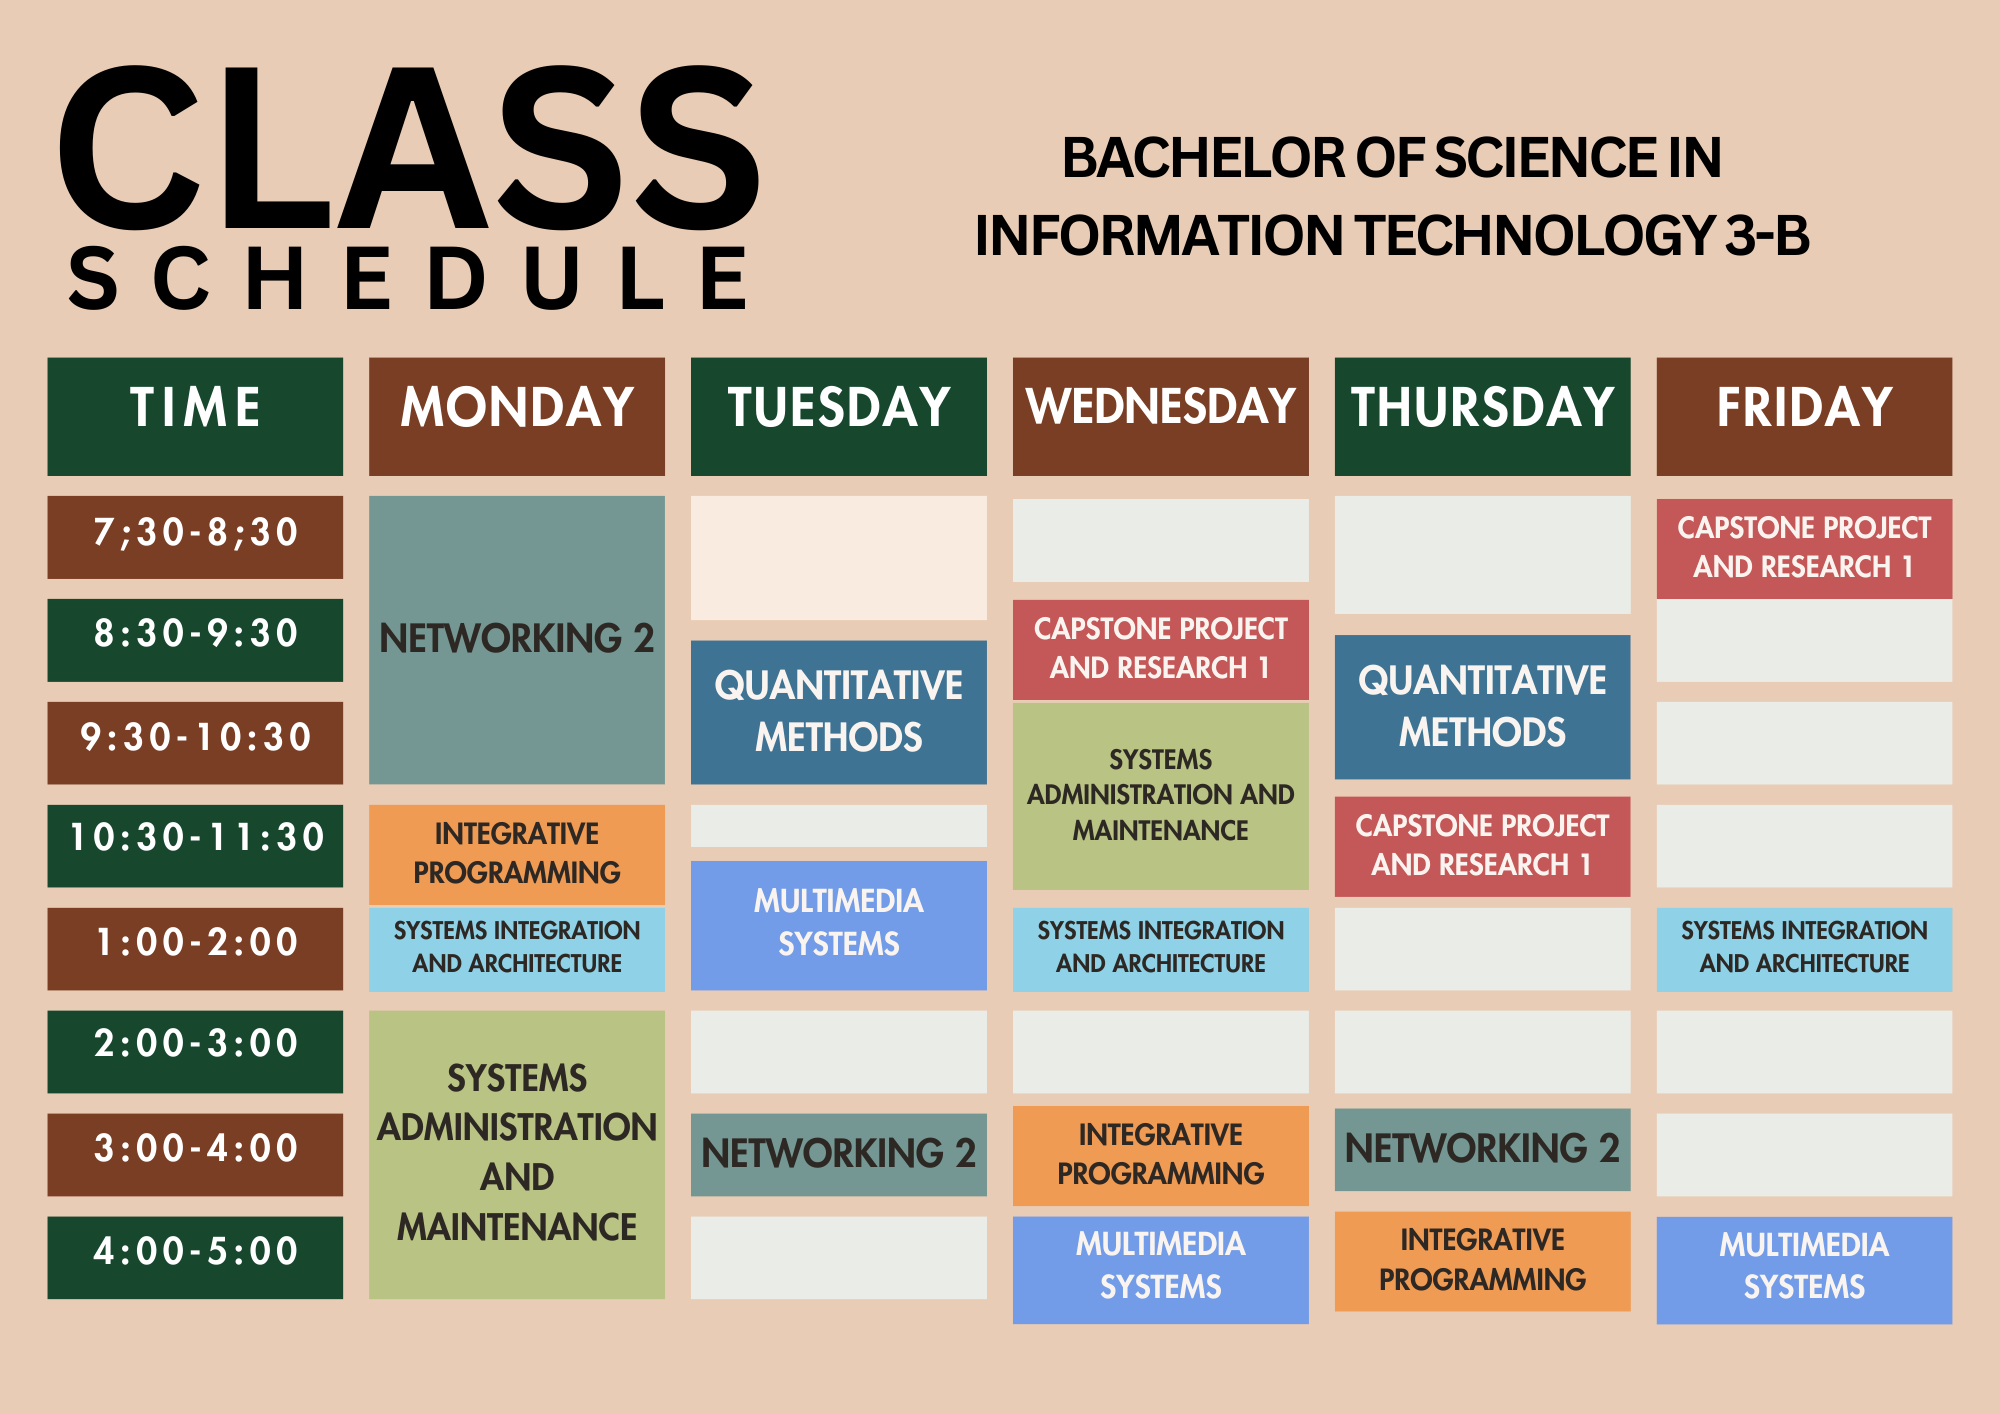 CLASS
SCHEDULE
BACHELOR OF SCIENCE IN
INFORMATION TECHNOLOGY 3-B
TIME
MONDAY
TUESDAY
WEDNESDAY
THURSDAY
FRIDAY
7;30-8;30
8:30-9:30
9:30-10:30
10:30-11:30
1:00-2:00
2:00-3:00
3:00-4:00
4:00-5:00
NETWORKING 2
INTEGRATIVE
PROGRAMMING
SYSTEMS INTEGRATION
AND ARCHITECTURE
SYSTEMS
ADMINISTRATION
AND
MAINTENANCE
QUANTITATIVE
METHODS
MULTIMEDIA
SYSTEMS
NETWORKING 2
CAPSTONE PROJECT
AND RESEARCH 1
SYSTEMS
ADMINISTRATION AND
MAINTENANCE
SYSTEMS INTEGRATION
AND ARCHITECTURE
INTEGRATIVE
PROGRAMMING
MULTIMEDIA
SYSTEMS
QUANTITATIVE
METHODS
CAPSTONE PROJECT
AND RESEARCH 1
NETWORKING 2
INTEGRATIVE
PROGRAMMING
CAPSTONE PROJECT
AND RESEARCH 1
SYSTEMS INTEGRATION
AND ARCHITECTURE
MULTIMEDIA
SYSTEMS